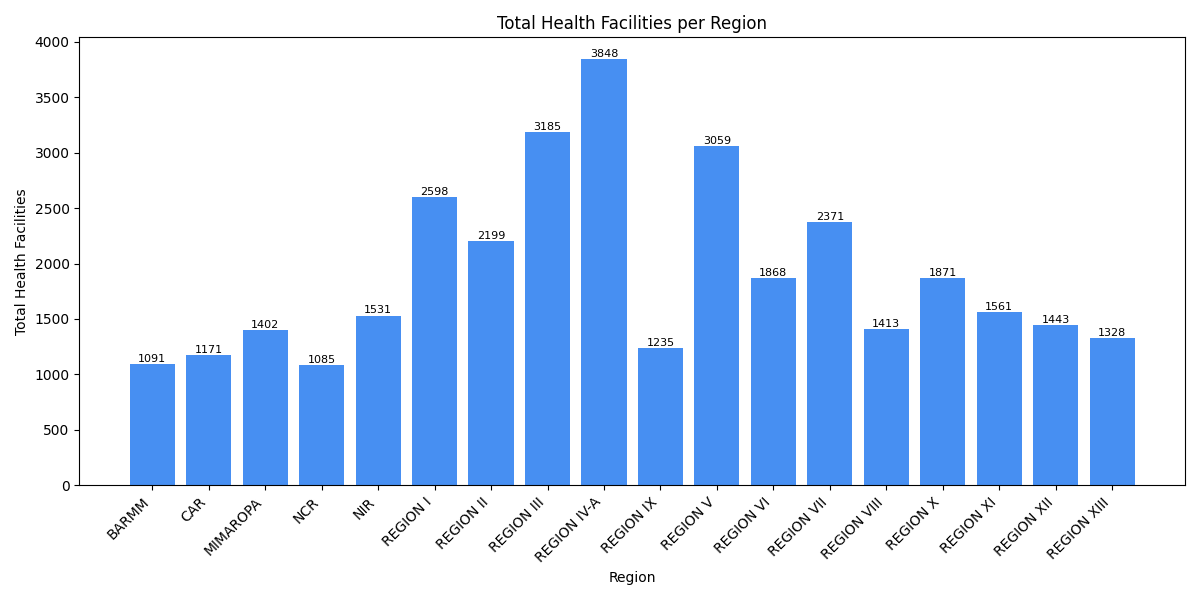 Total Health Facilities per Region
Total Health Facilities
4000
3500
3000
2500
2000
1500
1000
500
0
1091
1171
1402
1085
1531
2598
2199
3185
3848
1235
3059
1868
2371
1413
1871
1561
1443
1328
BARMM
CAR
MIMAROPA
NCR
NIR
REGION I
REGION II
REGION III
REGION IV-A
REGION IX
REGION V
REGION VI
REGION VII
REGION VIII
REGION X
REGION XI
REGION XII
REGION XIII
Region